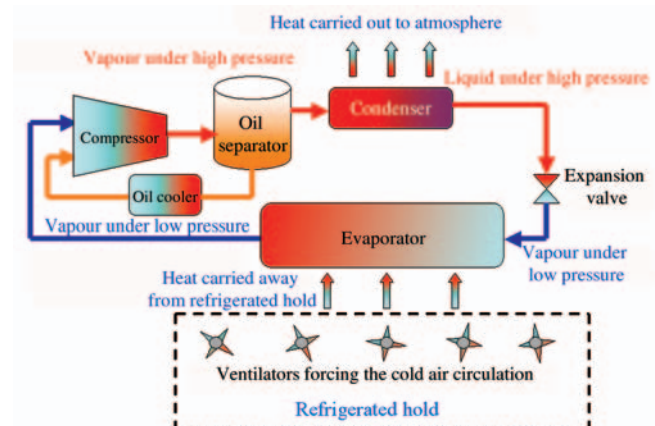 Heat carried out to atmosphere
Vapour under high pressure
Liquid under high pressure
Condenser
Compressor
Oil
separator
Oil cooler
Expansion
valve
Vapour under low pressure
Evaporator
Vapour under
low pressure
Heat carried away
from refrigerated hold
Ventilators forcing the cold air circulation
Refrigerated hold